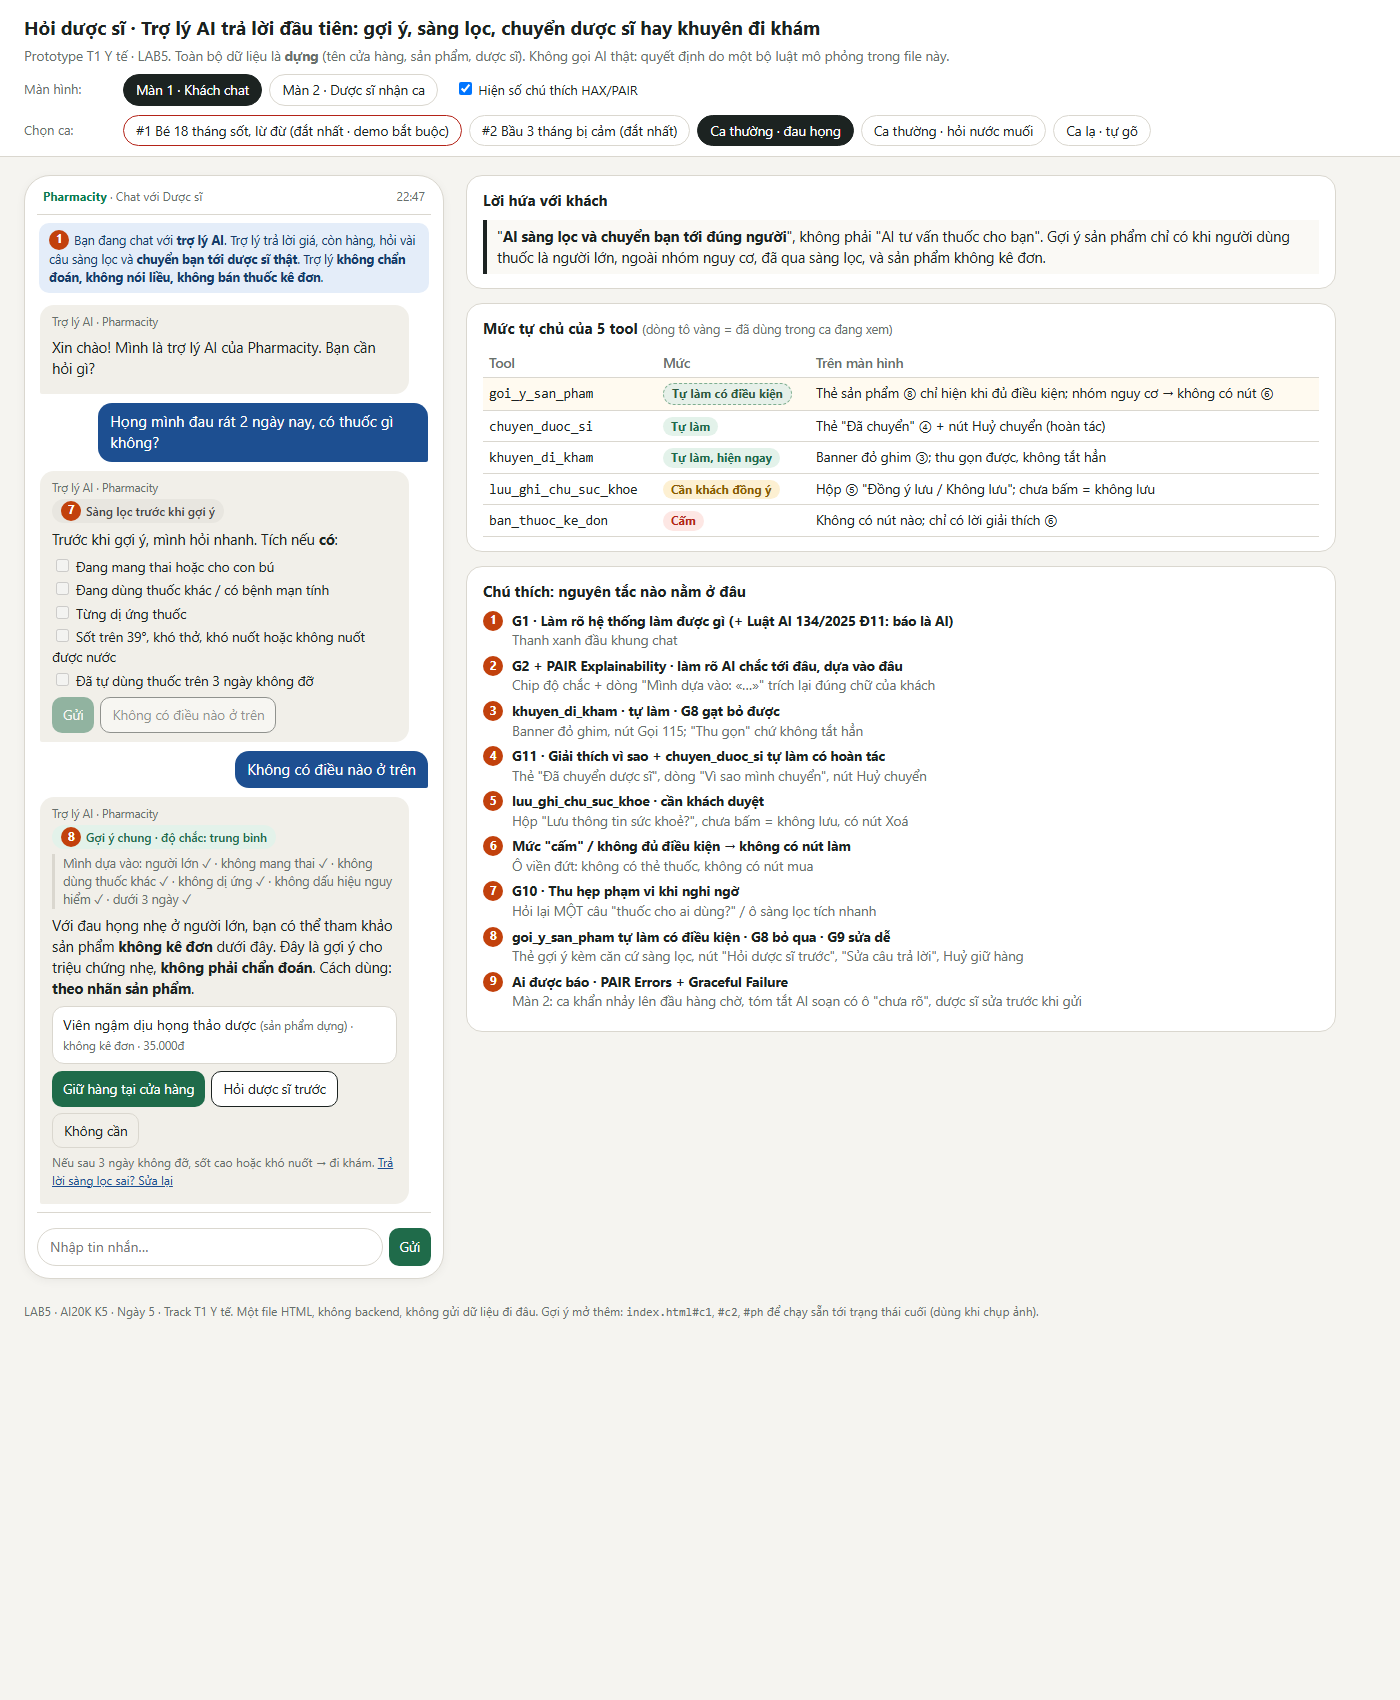 Hỏi dược sĩ · Trợ lý AI trả lời đầu tiên: gợi ý, sàng lọc, chuyển dược sĩ hay khuyên đi khám
Prototype T1 Y tế · LAB5. Toàn bộ dữ liệu là dựng (tên cửa hàng, sản phẩm, dược sĩ). Không gọi AI thật: quyết định do một bộ luật mô phỏng trong file này.
Màn hình:
Màn 1 · Khách chat
Màn 2 · Dược sĩ nhận ca
Hiện số chú thích HAX/PAIR
Chọn ca:
#1 Bé 18 tháng sốt, lừ đừ (đắt nhất · demo bắt buộc)
#2 Bầu 3 tháng bị cảm (đắt nhất)
Ca thường · đau họng
Ca thường · hỏi nước muối
Ca lạ · tự gõ
Pharmacity · Chat với Dược sĩ
22:47
1 Bạn đang chat với trợ lý AI. Trợ lý trả lời giá, còn hàng, hỏi vài
câu sàng lọc và chuyển bạn tới dược sĩ thật. Trợ lý không chẩn
đoán, không nói liều, không bán thuốc kê đơn.
Trợ lý AI · Pharmacity
Xin chào! Mình là trợ lý AI của Pharmacity. Bạn cần
hỏi gì?
Họng mình đau rát 2 ngày nay, có thuốc gì
không?
Trợ lý AI · Pharmacity
7 Sàng lọc trước khi gợi ý
Trước khi gợi ý, mình hỏi nhanh. Tích nếu có:
Đang mang thai hoặc cho con bú
Đang dùng thuốc khác / có bệnh mạn tính
Từng dị ứng thuốc
Sốt trên 39°, khó thở, khó nuốt hoặc không nuốt
được nước
Đã tự dùng thuốc trên 3 ngày không đỡ
Gửi
Không có điều nào ở trên
Không có điều nào ở trên
Trợ lý AI · Pharmacity
8 Gợi ý chung · độ chắc: trung bình
Mình dựa vào: người lớn ✓ · không mang thai ✓ · không
dùng thuốc khác ✓ · không dị ứng ✓ · không dấu hiệu nguy
hiểm ✓ · dưới 3 ngày ✓
Với đau họng nhẹ ở người lớn, bạn có thể tham khảo
sản phẩm không kê đơn dưới đây. Đây là gợi ý cho
triệu chứng nhẹ, không phải chẩn đoán. Cách dùng:
theo nhãn sản phẩm.
Viên ngậm dịu họng thảo dược (sản phẩm dựng) ·
không kê đơn · 35.000đ
Giữ hàng tại cửa hàng
Hỏi dược sĩ trước
Không cần
Nếu sau 3 ngày không đỡ, sốt cao hoặc khó nuốt → đi khám. Trả
lời sàng lọc sai? Sửa lại
Nhập tin nhắn...
Gửi
Lời hứa với khách
"AI sàng lọc và chuyển bạn tới đúng người", không phải "AI tư vấn thuốc cho bạn". Gợi ý sản phẩm chỉ có khi người dùng
thuốc là người lớn, ngoài nhóm nguy cơ, đã qua sàng lọc, và sản phẩm không kê đơn.
Mức tự chủ của 5 tool (dòng tô vàng = đã dùng trong ca đang xem)
Tool Mức Trên màn hình
goi_y_san_pham Tự làm có điều kiện Thẻ sản phẩm ⑧ chỉ hiện khi đủ điều kiện; nhóm nguy cơ → không có nút ⑥
chuyen_duoc_si Tự làm Thẻ "Đã chuyển" ④ + nút Huỷ chuyển (hoàn tác)
khuyen_di_kham Tự làm, hiện ngay Banner đỏ ghim ③; thu gọn được, không tắt hẳn
luu_ghi_chu_suc_khoe Cần khách đồng ý Hộp ⑤ "Đồng ý lưu / Không lưu"; chưa bấm = không lưu
ban_thuoc_ke_don Cấm Không có nút nào; chỉ có lời giải thích ⑥
Chú thích: nguyên tắc nào nằm ở đâu
1 G1 · Làm rõ hệ thống làm được gì (+ Luật AI 134/2025 Đ11: báo là AI)
Thanh xanh đầu khung chat
2 G2 + PAIR Explainability · làm rõ AI chắc tới đâu, dựa vào đâu
Chip độ chắc + dòng "Mình dựa vào: «...»" trích lại đúng chữ của khách
3 khuyen_di_kham · tự làm · G8 gạt bỏ được
Banner đỏ ghim, nút Gọi 115; "Thu gọn" chứ không tắt hẳn
4 G11 · Giải thích vì sao + chuyen_duoc_si tự làm có hoàn tác
Thẻ "Đã chuyển dược sĩ", dòng "Vì sao mình chuyển", nút Huỷ chuyển
5 luu_ghi_chu_suc_khoe · cần khách duyệt
Hộp "Lưu thông tin sức khoẻ?", chưa bấm = không lưu, có nút Xoá
6 Mức "cấm" / không đủ điều kiện → không có nút làm
Ô viền đứt: không có thẻ thuốc, không có nút mua
7 G10 · Thu hẹp phạm vi khi nghi ngờ
Hỏi lại MỘT câu "thuốc cho ai dùng?" / ô sàng lọc tích nhanh
8 goi_y_san_pham tự làm có điều kiện · G8 bỏ qua · G9 sửa dễ
Thẻ gợi ý kèm căn cứ sàng lọc, nút "Hỏi dược sĩ trước", "Sửa câu trả lời", Huỷ giữ hàng
9 Ai được báo · PAIR Errors + Graceful Failure
Màn 2: ca khẩn nhảy lên đầu hàng chờ, tóm tắt AI soạn có ô "chưa rõ", dược sĩ sửa trước khi gửi
LAB5 · AI20K K5 · Ngày 5 · Track T1 Y tế. Một file HTML, không backend, không gửi dữ liệu đi đâu. Gợi ý mở thêm: index.html#c1, #c2, #ph để chạy sẵn tới trạng thái cuối (dùng khi chụp ảnh).